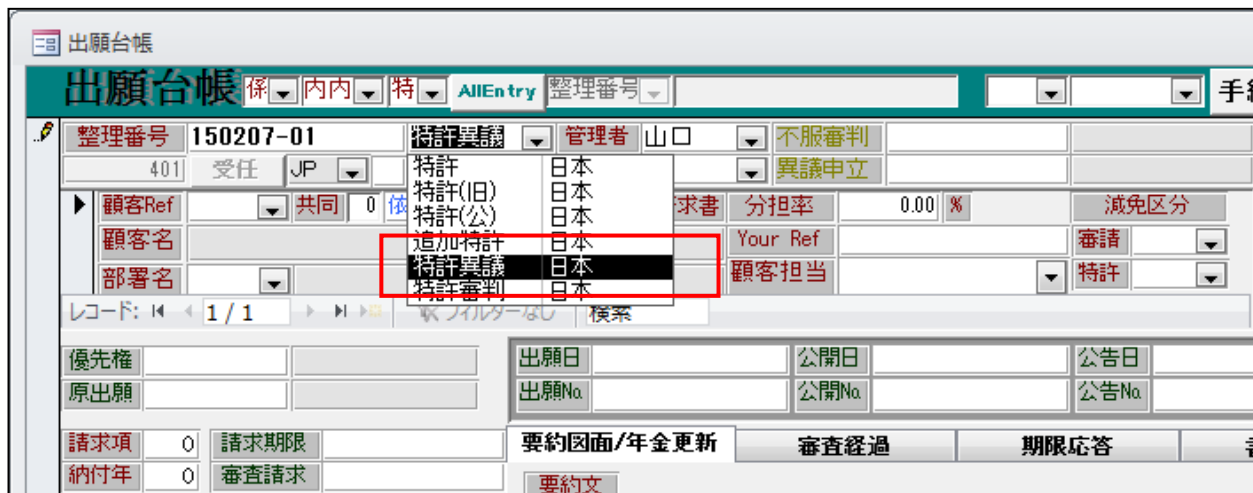 出願台帳
出願台帳 係 内内 特 AllEntry 整理番号 手
整理番号 150207-01 特許異議 管理者 山口 不服審判
401 受任 JP 異議申立
特許 日本
特許(旧) 日本
特許(公) 日本
追加特許 日本
特許異議 日本
特許審判 日本
顧客Ref 共同 0 依 求書 分担率 0.00 % 減免区分
顧客名 Your Ref 審請
部署名 顧客担当 特許
レコード: 1 / 1 フィルターなし 検索
優先権 出願日 公開日 公告日
原出願 出願No. 公開No. 公告No.
請求項 0 請求期限 要約図面/年金更新 審査経過 期限応答
納付年 0 審査請求 要約文